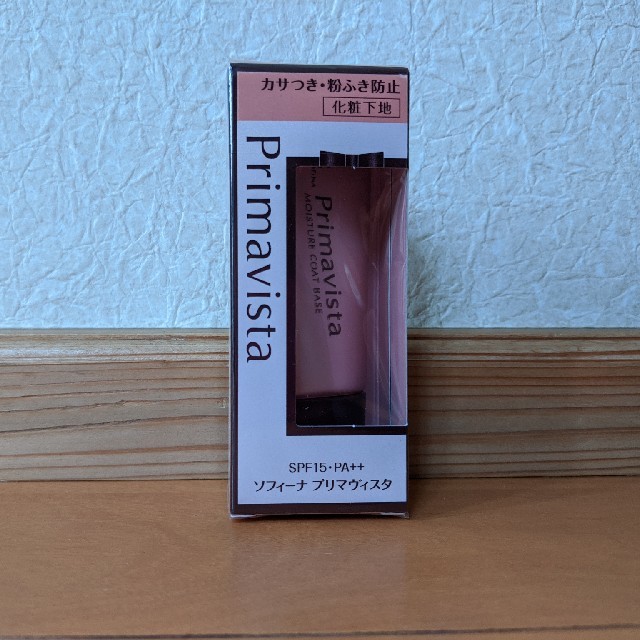 カサつき・粉ふき防止
化粧下地
Primavista
Primavista
MOISTURE COAT BASE
SPF15・PA++
ソフィーナ プリマヴィスタ